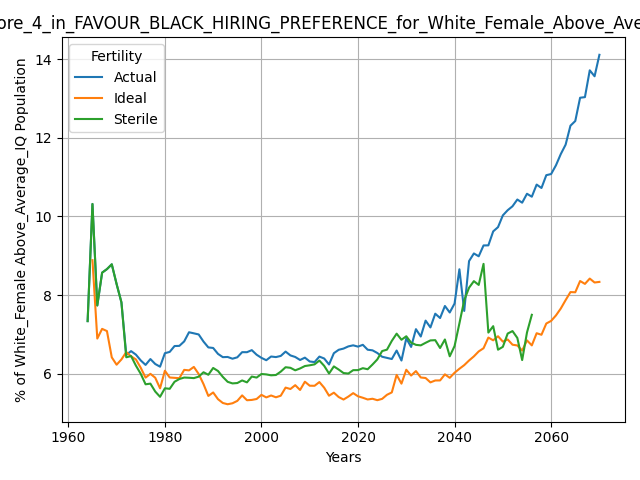 ore_4_in_FAVOUR_BLACK_HIRING_PREFERENCE_for_White_Female_Above_Ave
Fertility
Actual
Ideal
Sterile
% of White_Female Above_Average_IQ Population
14
12
10
8
6
1960
1980
2000
2020
2040
2060
Years